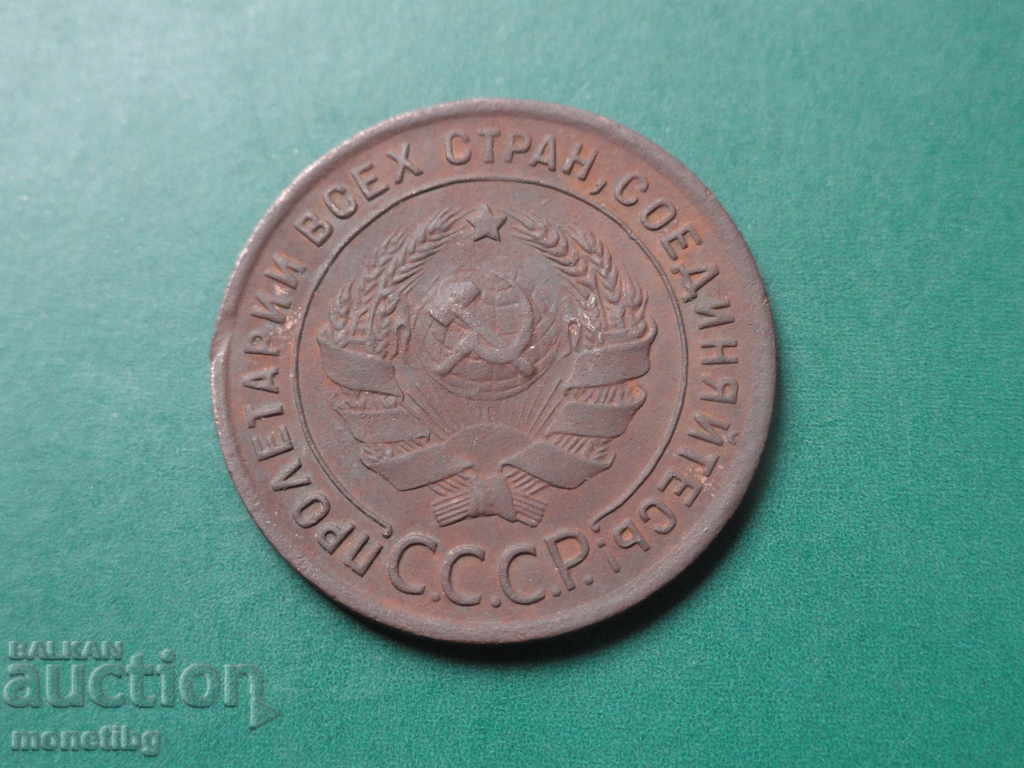 ПРОЛЕТАРИИ ВСЕХ СТРАН, СОЕДИНЯЙТЕСЬ!
С.С.С.Р.
BALKAN
auction
monetibg